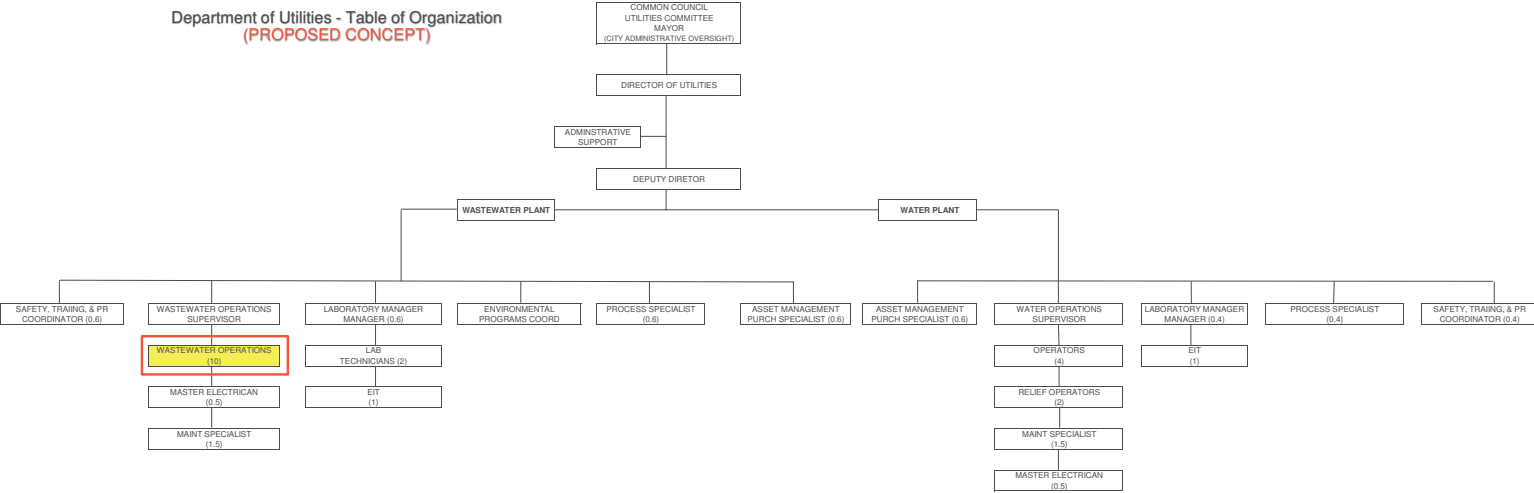 Department of Utilities - Table of Organization
(PROPOSED CONCEPT)
COMMON COUNCIL
UTILITIES COMMITTEE
MAYOR
(CITY ADMINISTRATIVE OVERSIGHT)
DIRECTOR OF UTILITIES
ADMINSTRATIVE
SUPPORT
DEPUTY DIRETOR
WASTEWATER PLANT
WATER PLANT
SAFETY, TRAIING, & PR
COORDINATOR (0.6)
WASTEWATER OPERATIONS
SUPERVISOR
LABORATORY MANAGER
MANAGER (0.6)
ENVIRONMENTAL
PROGRAMS COORD
PROCESS SPECIALIST
(0.6)
ASSET MANAGEMENT
PURCH SPECIALIST (0.6)
ASSET MANAGEMENT
PURCH SPECIALIST (0.6)
WATER OPERATIONS
SUPERVISOR
LABORATORY MANAGER
MANAGER (0.4)
PROCESS SPECIALIST
(0.4)
SAFETY, TRAIING, & PR
COORDINATOR (0.4)
WASTEWATER OPERATIONS
(10)
LAB
TECHNICIANS (2)
OPERATORS
(4)
EIT
(1)
MASTER ELECTRICAN
(0.5)
EIT
(1)
RELIEF OPERATORS
(2)
MAINT SPECIALIST
(1.5)
MAINT SPECIALIST
(1.5)
MASTER ELECTRICAN
(0.5)